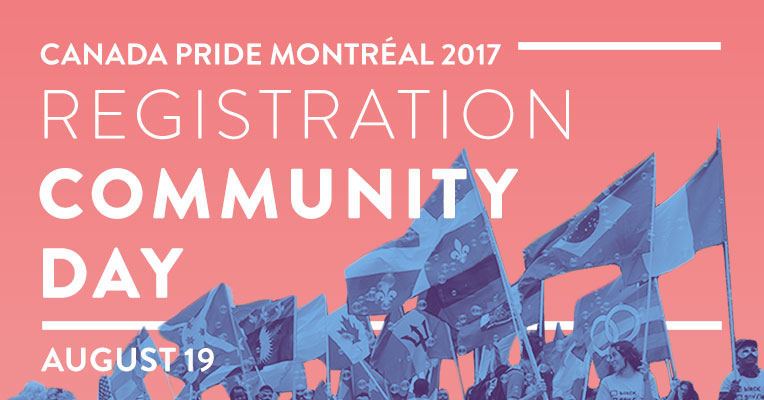 CANADA PRIDE MONTRÉAL 2017
REGISTRATION
COMMUNITY
DAY
AUGUST 19